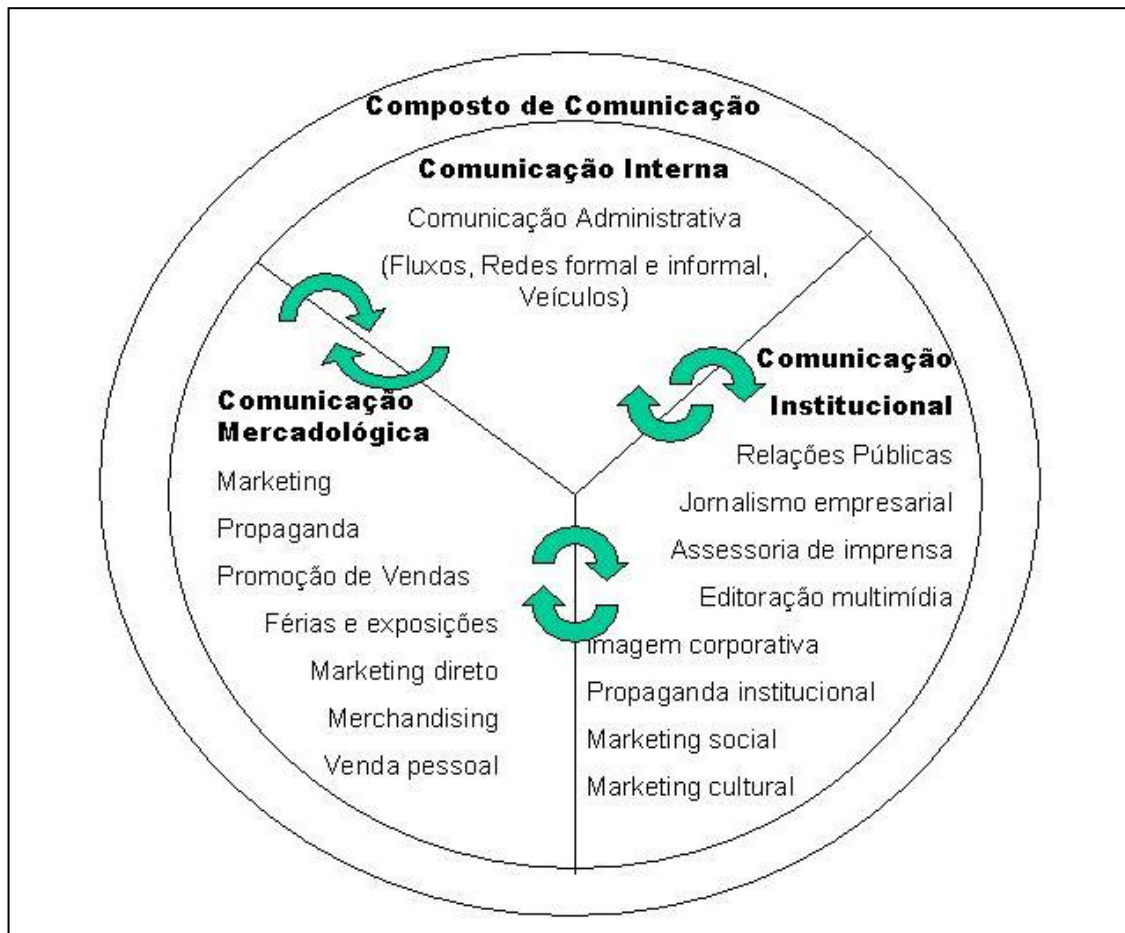 Composto de Comunicação
Comunicação Interna
Comunicação Administrativa
(Fluxos, Redes formal e informal,
Veículos)
Comunicação
Mercadológica
Marketing
Propaganda
Promoção de Vendas
Férias e exposições
Marketing direto
Merchandising
Venda pessoal
Comunicação
Institucional
Relações Públicas
Jornalismo empresarial
Assessoria de imprensa
Editoração multimídia
Imagem corporativa
Propaganda institucional
Marketing social
Marketing cultural